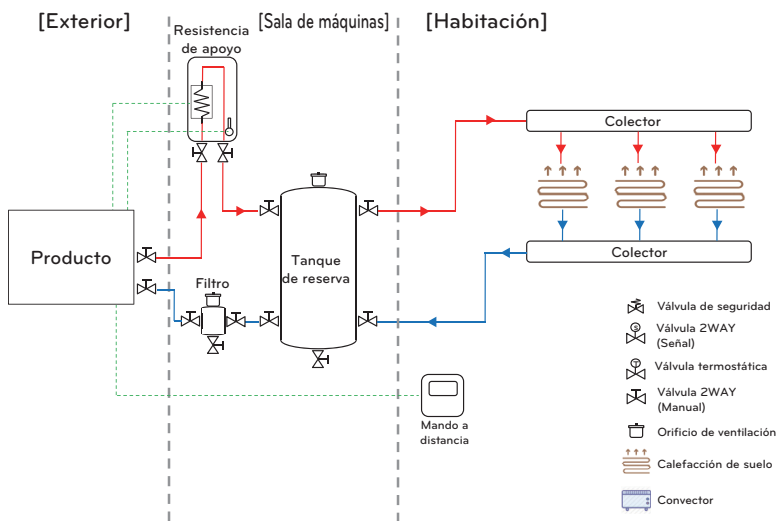 [Exterior]
[Sala de máquinas]
[Habitación]
Resistencia
de apoyo
Colector
Producto
Filtro
Tanque
de reserva
Colector
Mando a
distancia
Válvula de seguridad
S
Válvula 2WAY
(Señal)
T
Válvula termostática
Válvula 2WAY
(Manual)
Orificio de ventilación
Calefacción de suelo
Convector